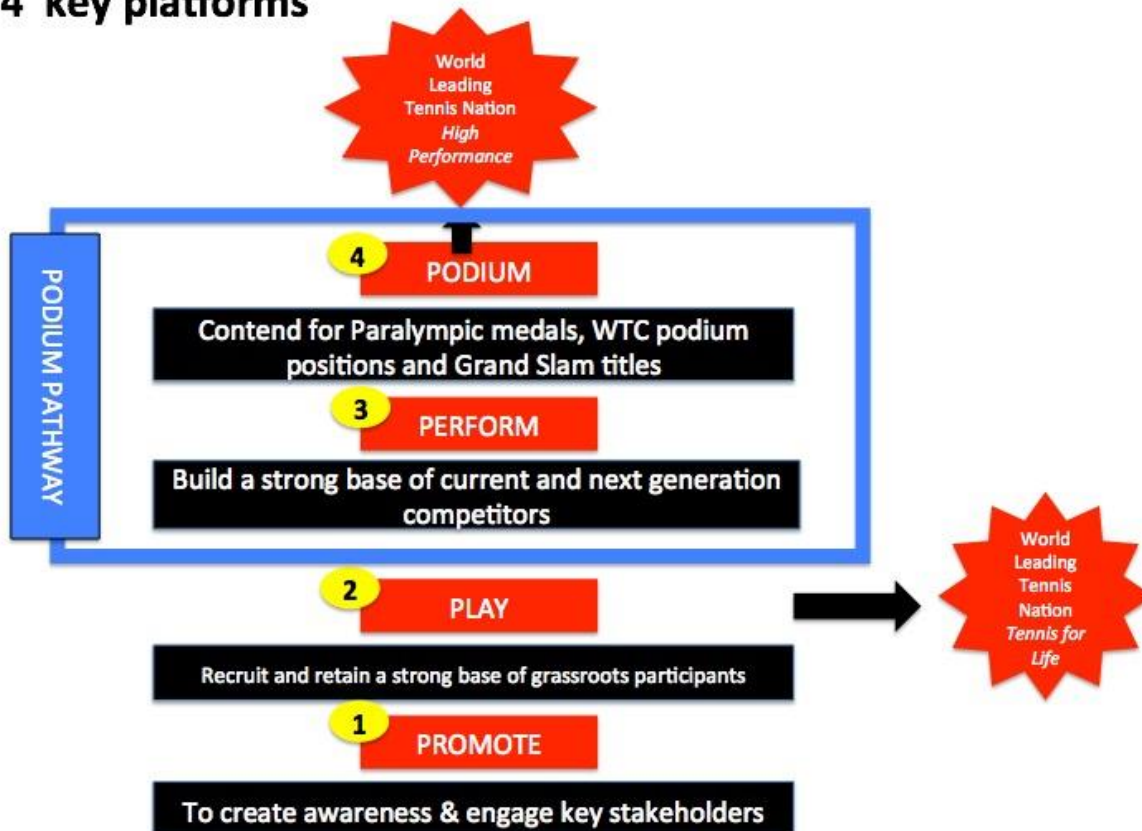 4 key platforms
World
Leading
Tennis Nation
High
Performance
PODIUM PATHWAY
4
PODIUM
Contend for Paralympic medals, WTC podium
positions and Grand Slam titles
3
PERFORM
Build a strong base of current and next generation
competitors
2
PLAY
World
Leading
Tennis
Nation
Tennis for
Life
Recruit and retain a strong base of grassroots participants
1
PROMOTE
To create awareness & engage key stakeholders